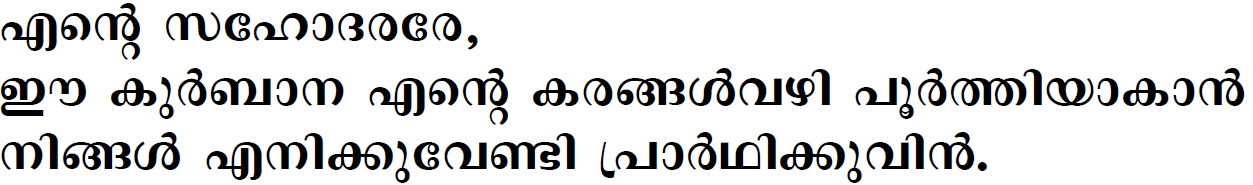 എന്റെ സഹോദരരേ,
ഈ കുർബാന എന്റെ കരങ്ങൾവഴി പൂർത്തിയാകാൻ
നിങ്ങൾ എനിക്കുവേണ്ടി പ്രാർഥിക്കുവിൻ.